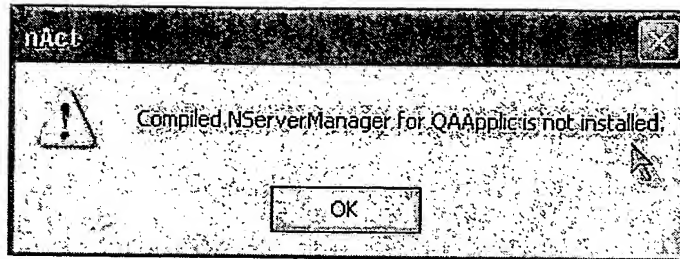 nAct
Compiled NServerManager for QAApplic is not installed.
OK